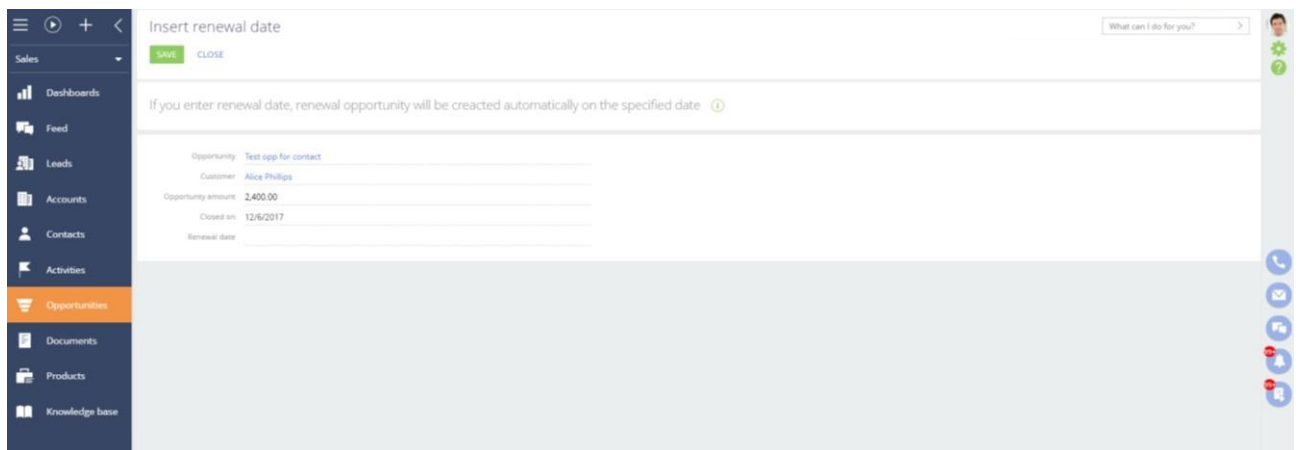 Insert renewal date
What can I do for you?
SAVE CLOSE
Sales
Dashboards
Feed
Leads
Accounts
Contacts
Activities
Opportunities
Documents
Products
Knowledge base
If you enter renewal date, renewal opportunity will be creacted automatically on the specified date
Opportunity Test opp for contact
Customer Alice Phillips
Opportunity amount 2,400.00
Closed on 12/6/2017
Renewal date
99+
99+